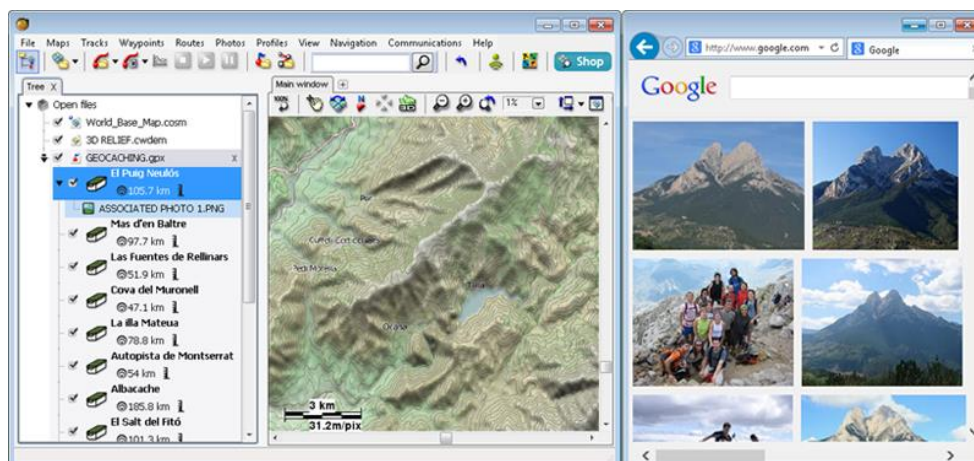 File Maps Tracks Waypoints Routes Photos Profiles View Navigation Communications Help
Shop
Tree X
Open files
World_Base_Map.cosm
3D RELIEF.cwdem
GEOCACHING.gpx x
El Puig Neulós
105.7 km
ASSOCIATED PHOTO 1.PNG
Mas d'en Baltre
97.7 km
Las Fuentes de Rellinars
51.9 km
Cova del Muronell
47.1 km
La illa Mateua
78.8 km
Autopista de Montserrat
54 km
Albacache
185.8 km
El Salt del Fitó
101.3 km
Main window
100%
1%
3 km
31.2m/pix
http://www.google.com
Google
Google